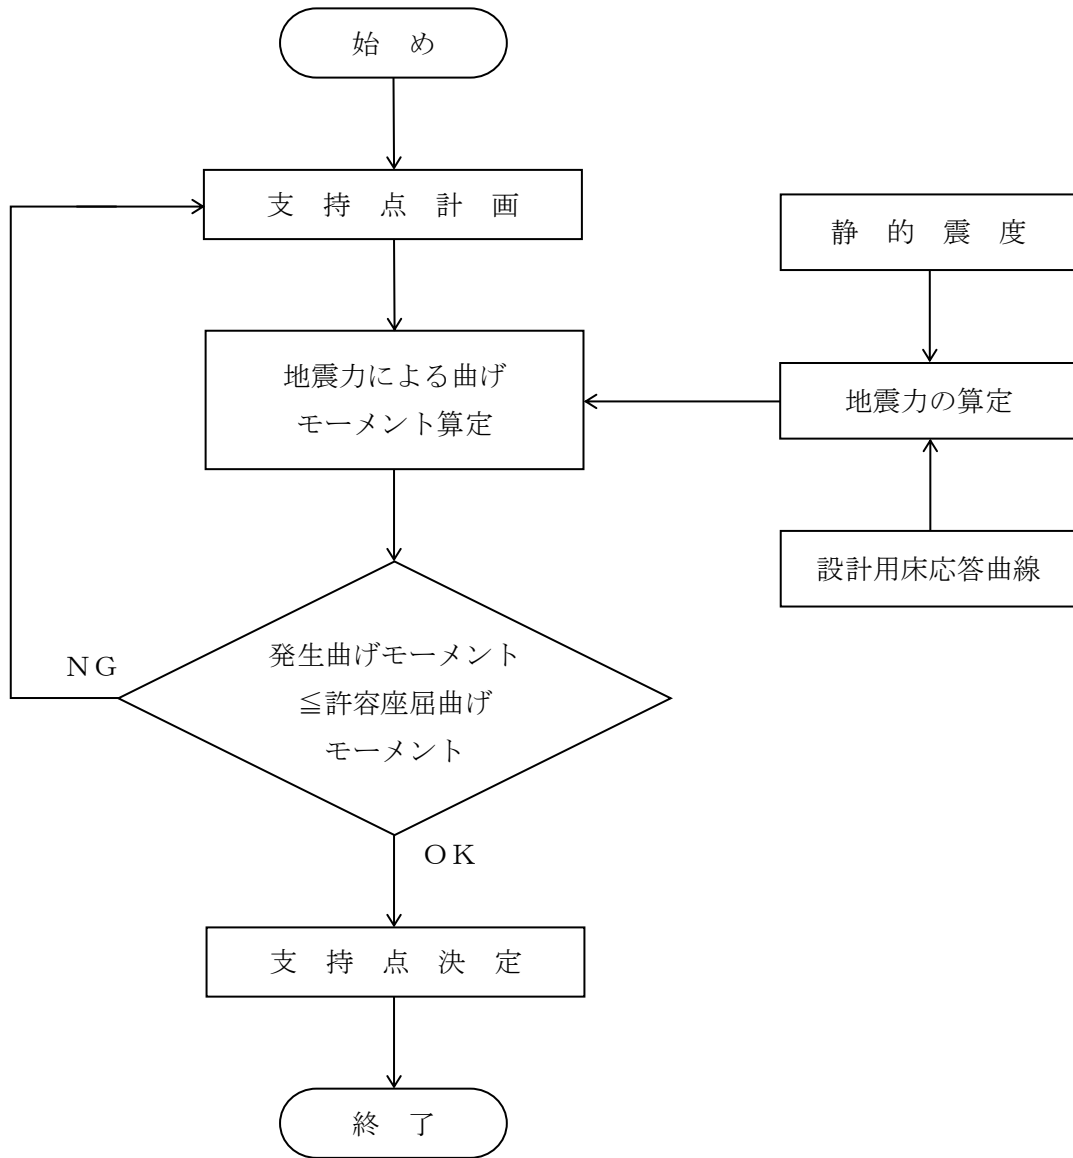 始　め
支　持　点　計　画
静　的　震　度
地震力による曲げ
モーメント算定
地震力の算定
設計用床応答曲線
NG
発生曲げモーメント
≦許容座屈曲げ
モーメント
OK
支　持　点　決　定
終　了